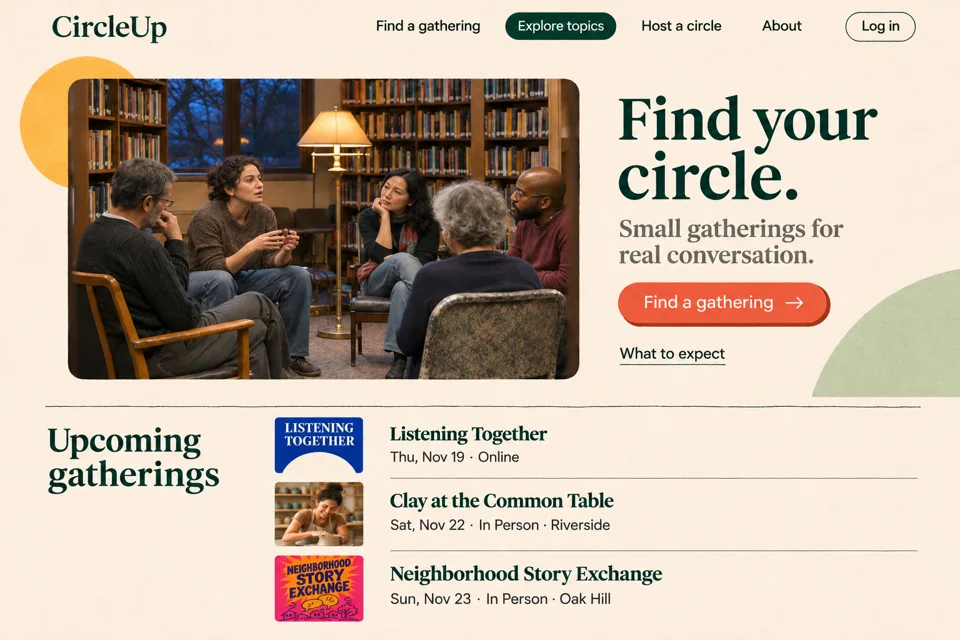 CircleUp
Find a gathering
Explore topics
Host a circle
About
Log in
Find your
circle.
Small gatherings for
real conversation.
Find a gathering →
What to expect
Upcoming
gatherings
LISTENING
TOGETHER
Listening Together
Thu, Nov 19 · Online
Clay at the Common Table
Sat, Nov 22 · In Person · Riverside
NEIGHBORHOOD
STORY
EXCHANGE
Neighborhood Story Exchange
Sun, Nov 23 · In Person · Oak Hill